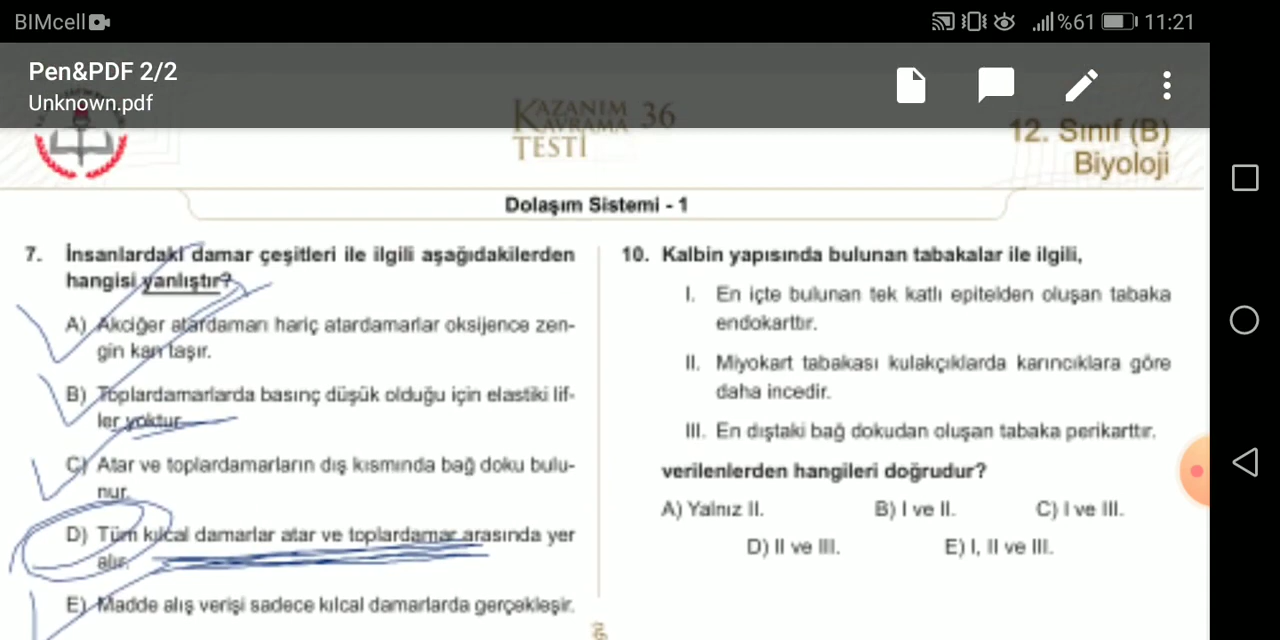 BIMcell
%61 11:21
Pen&PDF 2/2
Unknown.pdf
KAZANIM
KAVRAMA 36
TESTİ
12. Sınıf (B)
Biyoloji
Dolaşım Sistemi - 1
7. İnsanlardaki damar çeşitleri ile ilgili aşağıdakilerden
hangisi yanlıştır?
A) Akciğer atardamarı hariç atardamarlar oksijence zen-
gin kan taşır.
B) Toplardamarlarda basınç düşük olduğu için elastiki lif-
ler yoktur.
C) Atar ve toplardamarların dış kısmında bağ doku bulu-
nur.
D) Tüm kılcal damarlar atar ve toplardamar arasında yer
alır.
E) Madde alış verişi sadece kılcal damarlarda gerçekleşir.
10. Kalbin yapısında bulunan tabakalar ile ilgili,
I. En içte bulunan tek katlı epitelden oluşan tabaka
endokarttır.
II. Miyokart tabakası kulakçıklarda karıncıklara göre
daha incedir.
III. En dıştaki bağ dokudan oluşan tabaka perikarttır.
verilenlerden hangileri doğrudur?
A) Yalnız II. B) I ve II. C) I ve III.
D) II ve III. E) I, II ve III.